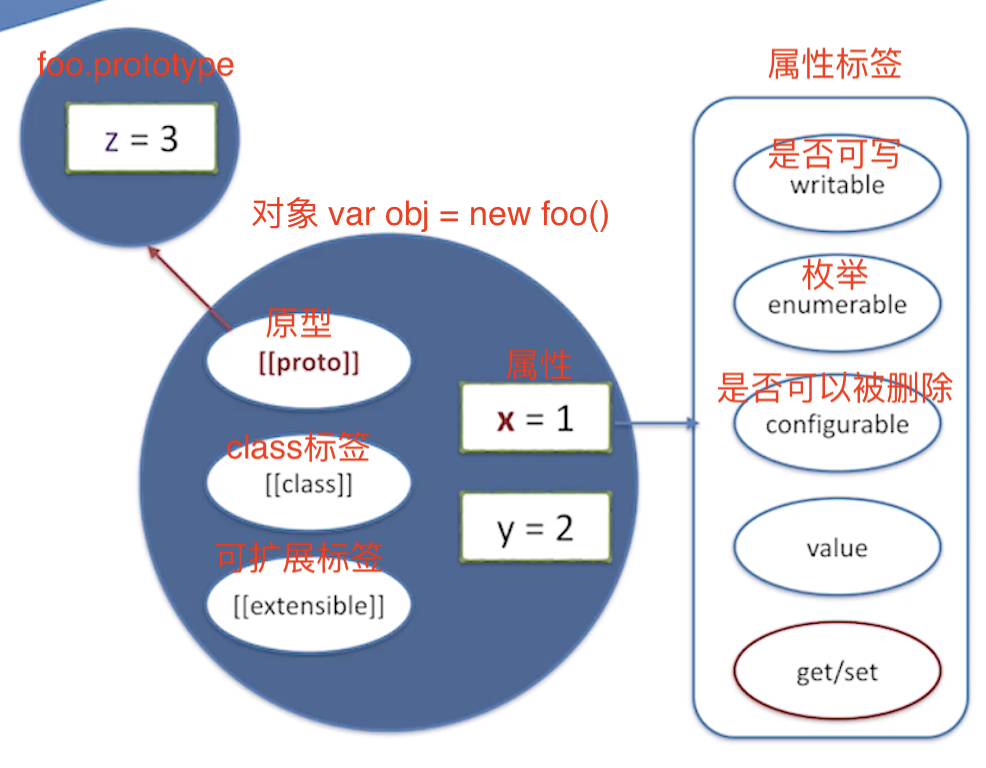 foo.prototype
z = 3
对象 var obj = new foo()
原型
[[proto]]
class标签
[[class]]
可扩展标签
[[extensible]]
属性
x = 1
y = 2
属性标签
是否可写
writable
枚举
enumerable
是否可以被删除
configurable
value
get/set